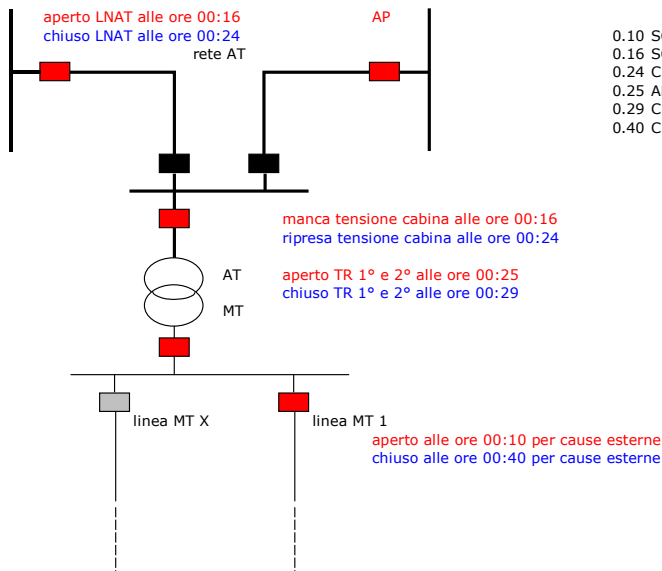 aperto LNAT alle ore 00:16
AP
chiuso LNAT alle ore 00:24
rete AT
0.10
0.16
0.24 C
0.25
0.29 C
0.40 C
manca tensione cabina alle ore 00:16
ripresa tensione cabina alle ore 00:24
AT
aperto TR 1° e 2° alle ore 00:25
chiuso TR 1° e 2° alle ore 00:29
MT
linea MT X
linea MT 1
aperto alle ore 00:10 per cause esterne
chiuso alle ore 00:40 per cause esterne